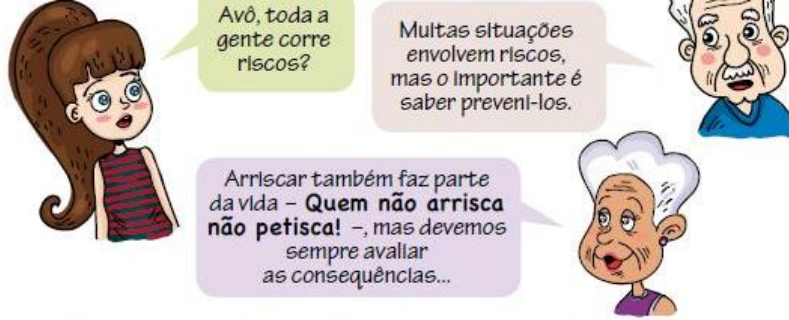 Avô, toda a
gente corre
riscos?
Muitas situações
envolvem riscos,
mas o importante é
saber preveni-los.
Arriscar também faz parte
da vida – Quem não arrisca
não petisca! –, mas devemos
sempre avaliar
as consequências...